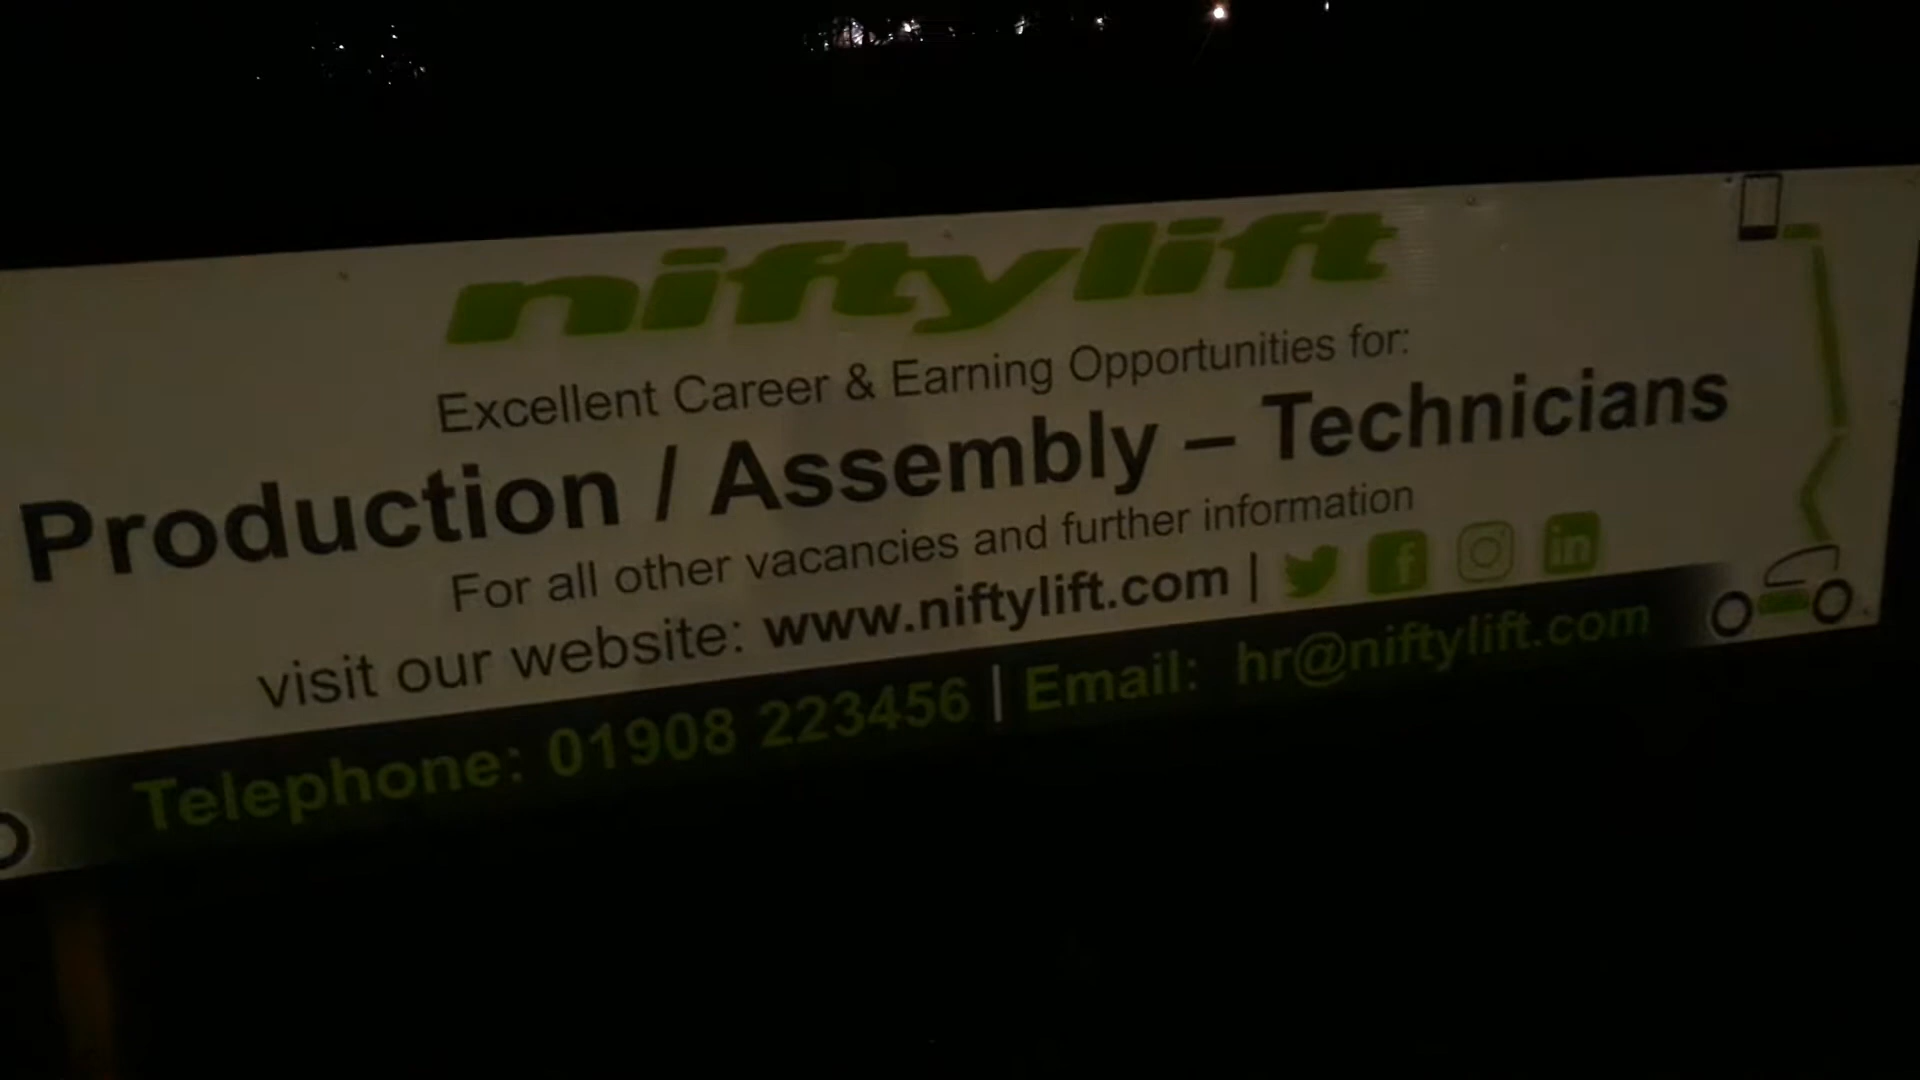 niftylift
Excellent Career & Earning Opportunities for:
Production / Assembly – Technicians
For all other vacancies and further information
visit our website: www.niftylift.com |
Telephone: 01908 223456 | Email: hr@niftylift.com